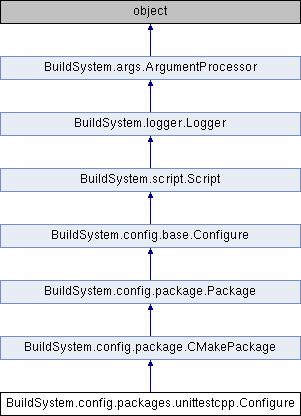 object
BuildSystem.args.ArgumentProcessor
BuildSystem.logger.Logger
BuildSystem.script.Script
BuildSystem.config.base.Configure
BuildSystem.config.package.Package
BuildSystem.config.package.CMakePackage
BuildSystem.config.packages.unittestcpp.Configure